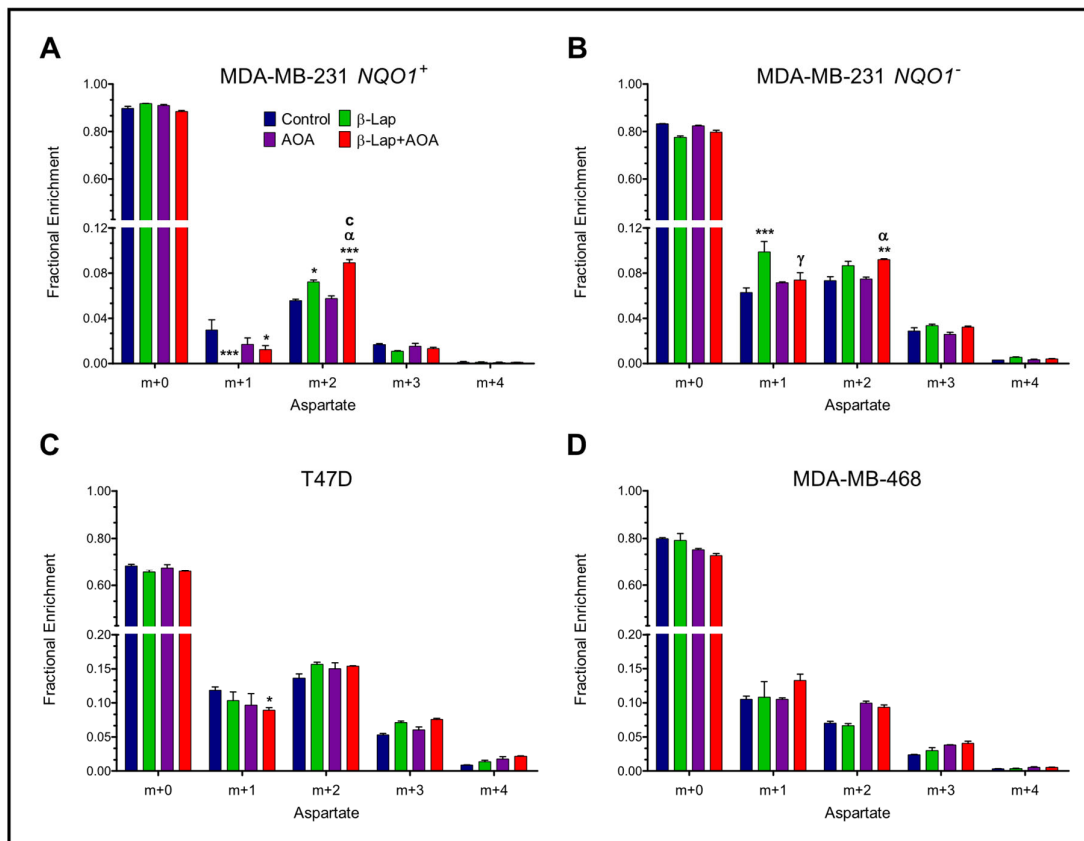 A
MDA-MB-231 NQO1⁺
Control
β-Lap
AOA
β-Lap+AOA
Fractional Enrichment
1.00
0.80
0.60
0.12
0.08
0.04
0.00
***
*
*
c
α
***
m+0 m+1 m+2 m+3 m+4
Aspartate
B
MDA-MB-231 NQO1⁻
Fractional Enrichment
1.00
0.80
0.60
0.12
0.08
0.04
0.00
***
γ
α
**
m+0 m+1 m+2 m+3 m+4
Aspartate
C
T47D
Fractional Enrichment
1.00
0.80
0.60
0.20
0.15
0.10
0.05
0.00
*
m+0 m+1 m+2 m+3 m+4
Aspartate
D
MDA-MB-468
Fractional Enrichment
1.00
0.80
0.60
0.20
0.15
0.10
0.05
0.00
m+0 m+1 m+2 m+3 m+4
Aspartate